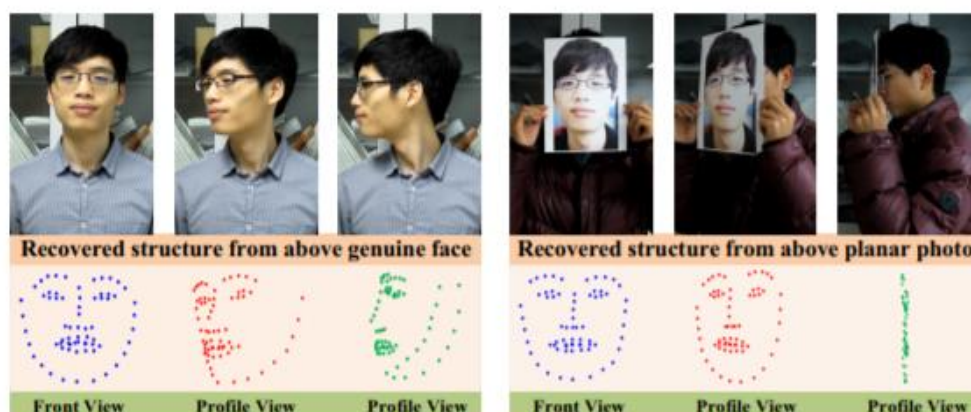 Recovered structure from above genuine face
Front View
Profile View
Profile View
Recovered structure from above planar photo
Front View
Profile View
Profile View